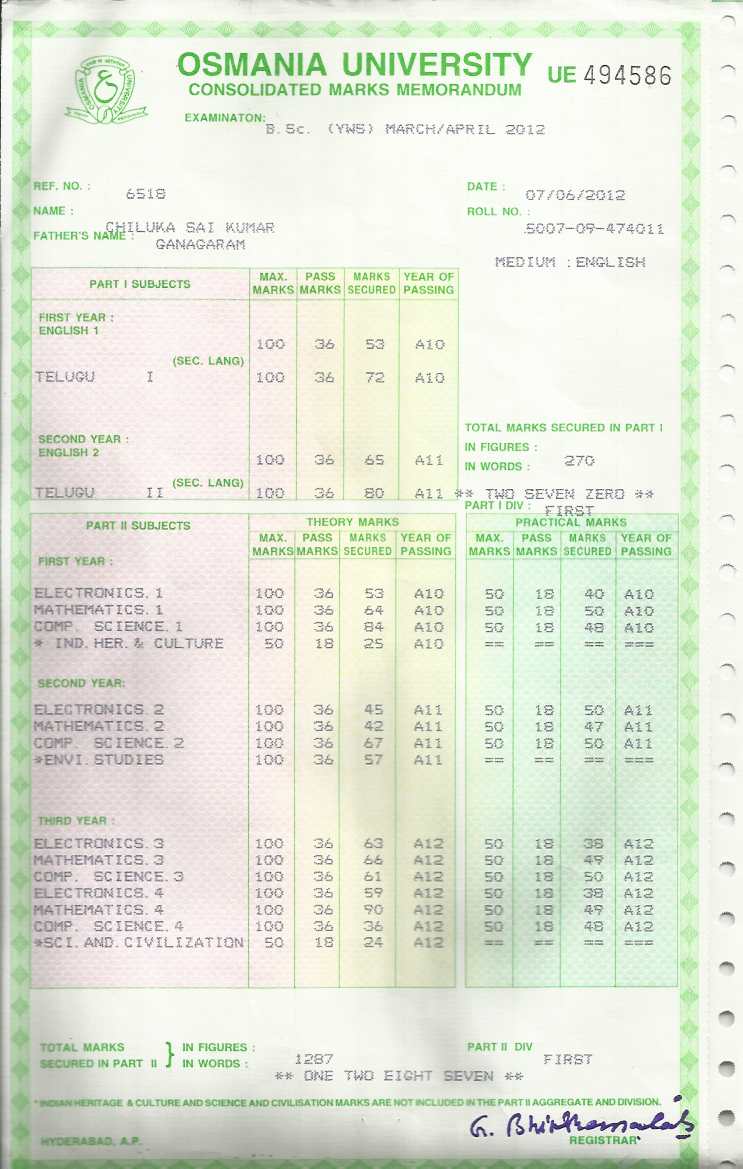 OSMANIA UNIVERSITY UE 494586
CONSOLIDATED MARKS MEMORANDUM
EXAMINATON: B.Sc. (YWS) MARCH/APRIL 2012
REF. NO. : 6518 DATE : 07/06/2012
NAME : CHILUKA SAI KUMAR ROLL NO. : 5007-09-474011
FATHER'S NAME : GANAGARAM
MEDIUM :ENGLISH
PART I SUBJECTS MAX. MARKS PASS MARKS MARKS SECURED YEAR OF PASSING
FIRST YEAR :
ENGLISH 1 100 36 53 A10
(SEC. LANG)
TELUGU I 100 36 72 A10
SECOND YEAR :
ENGLISH 2 100 36 65 A11
(SEC. LANG)
TELUGU II 100 36 80 A11
TOTAL MARKS SECURED IN PART I
IN FIGURES : 270
IN WORDS :
** TWO SEVEN ZERO **
PART I DIV : FIRST
PART II SUBJECTS THEORY MARKS PRACTICAL MARKS
MAX. MARKS PASS MARKS MARKS SECURED YEAR OF PASSING MAX. MARKS PASS MARKS MARKS SECURED YEAR OF PASSING
FIRST YEAR :
ELECTRONICS.1 100 36 53 A10 50 18 40 A10
MATHEMATICS.1 100 36 64 A10 50 18 50 A10
COMP. SCIENCE.1 100 36 84 A10 50 18 48 A10
* IND.HER.& CULTURE 50 18 25 A10 == == == ===
SECOND YEAR:
ELECTRONICS.2 100 36 45 A11 50 18 50 A11
MATHEMATICS.2 100 36 42 A11 50 18 47 A11
COMP. SCIENCE.2 100 36 67 A11 50 18 50 A11
*ENVI.STUDIES 100 36 57 A11 == == == ===
THIRD YEAR :
ELECTRONICS.3 100 36 63 A12 50 18 38 A12
MATHEMATICS.3 100 36 66 A12 50 18 49 A12
COMP. SCIENCE.3 100 36 61 A12 50 18 50 A12
ELECTRONICS.4 100 36 59 A12 50 18 38 A12
MATHEMATICS.4 100 36 90 A12 50 18 49 A12
COMP. SCIENCE.4 100 36 36 A12 50 18 48 A12
*SCI.AND.CIVILIZATION 50 18 24 A12 == == == ===
TOTAL MARKS SECURED IN PART II } IN FIGURES : 1287 PART II DIV FIRST
IN WORDS : ** ONE TWO EIGHT SEVEN **
* INDIAN HERITAGE & CULTURE AND SCIENCE AND CIVILISATION MARKS ARE NOT INCLUDED IN THE PART II AGGREGATE AND DIVISION.
HYDERABAD, A.P. REGISTRAR